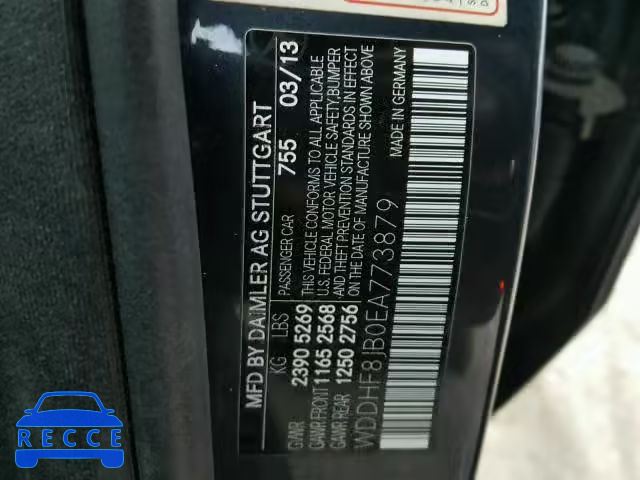 MFD BY DAIMLER AG STUTTGART
KG LBS PASSENGER CAR 755 03/13
GVWR 2390 5269 THIS VEHICLE CONFORMS TO ALL APPLICABLE
GAWR/FRONT 1165 2568 U.S. FEDERAL MOTOR VEHICLE SAFETY,BUMPER
GAWR/REAR 1250 2756 AND THEFT PREVENTION STANDARDS IN EFFECT
ON THE DATE OF MANUFACTURE SHOWN ABOVE
WDDHF8JB0EA773879 MADE IN GERMANY
RECCE